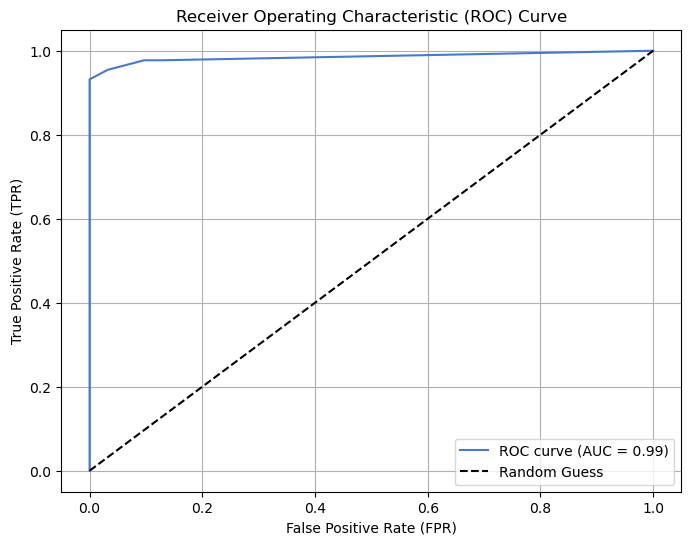 Receiver Operating Characteristic (ROC) Curve
1.0
0.8
0.6
0.4
0.2
0.0
True Positive Rate (TPR)
ROC curve (AUC = 0.99)
Random Guess
0.0 0.2 0.4 0.6 0.8 1.0
False Positive Rate (FPR)